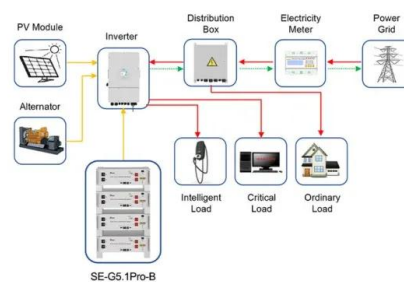 PV Module
Inverter
Distribution
Box
Electricity
Meter
Power
Grid
Alternator
Intelligent
Load
Critical
Load
Ordinary
Load
SE-G5.1Pro-B